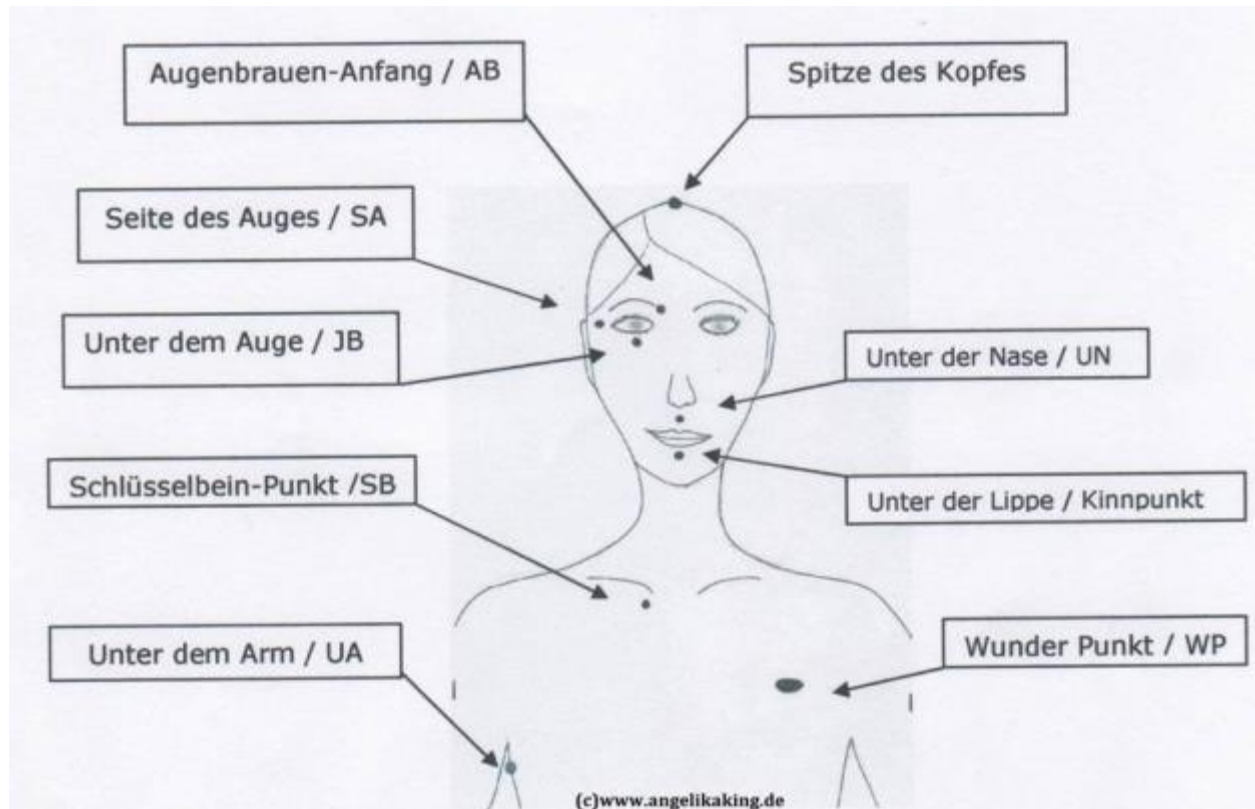 Augenbrauen-Anfang / AB
Spitze des Kopfes
Seite des Auges / SA
Unter dem Auge / JB
Unter der Nase / UN
Schlüsselbein-Punkt /SB
Unter der Lippe / Kinnpunkt
Unter dem Arm / UA
Wunder Punkt / WP
(c)www.angelikaking.de